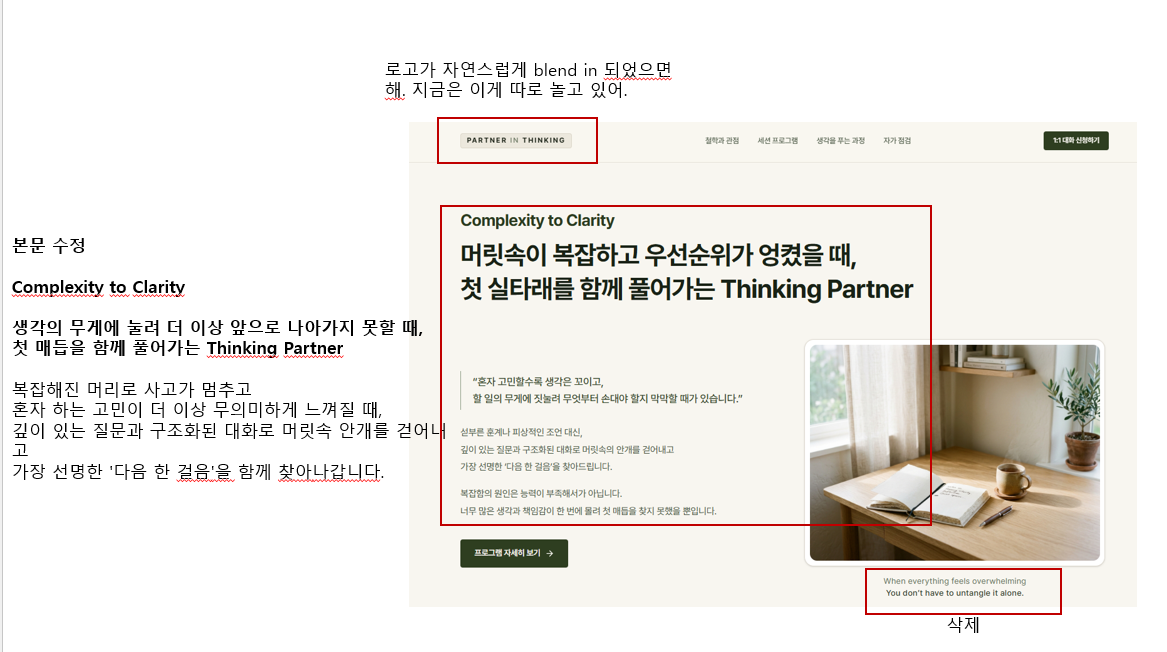 로고가 자연스럽게 blend in 되었으면
해. 지금은 이게 따로 놀고 있어.
PARTNER IN THINKING
철학과 관점
세션 프로그램
생각을 푸는 과정
자가 점검
1:1 대화 신청하기
본문 수정
Complexity to Clarity
생각의 무게에 눌려 더 이상 앞으로 나아가지 못할 때,
첫 매듭을 함께 풀어가는 Thinking Partner
복잡해진 머리로 사고가 멈추고
혼자 하는 고민이 더 이상 무의미하게 느껴질 때,
깊이 있는 질문과 구조화된 대화로 머릿속 안개를 걷어내
고
가장 선명한 '다음 한 걸음'을 함께 찾아나갑니다.
Complexity to Clarity
머릿속이 복잡하고 우선순위가 엉켰을 때,
첫 실타래를 함께 풀어가는 Thinking Partner
“혼자 고민할수록 생각은 꼬이고,
할 일의 무게에 짓눌려 무엇부터 손대야 할지 막막할 때가 있습니다.”
섣부른 훈계나 피상적인 조언 대신,
깊이 있는 질문과 구조화된 대화로 머릿속의 안개를 걷어내고
가장 선명한 ‘다음 한 걸음’을 찾아드립니다.
복잡함의 원인은 능력이 부족해서가 아닙니다.
너무 많은 생각과 책임감이 한 번에 몰려 첫 매듭을 찾지 못했을 뿐입니다.
프로그램 자세히 보기 →
When everything feels overwhelming
You don't have to untangle it alone.
삭제